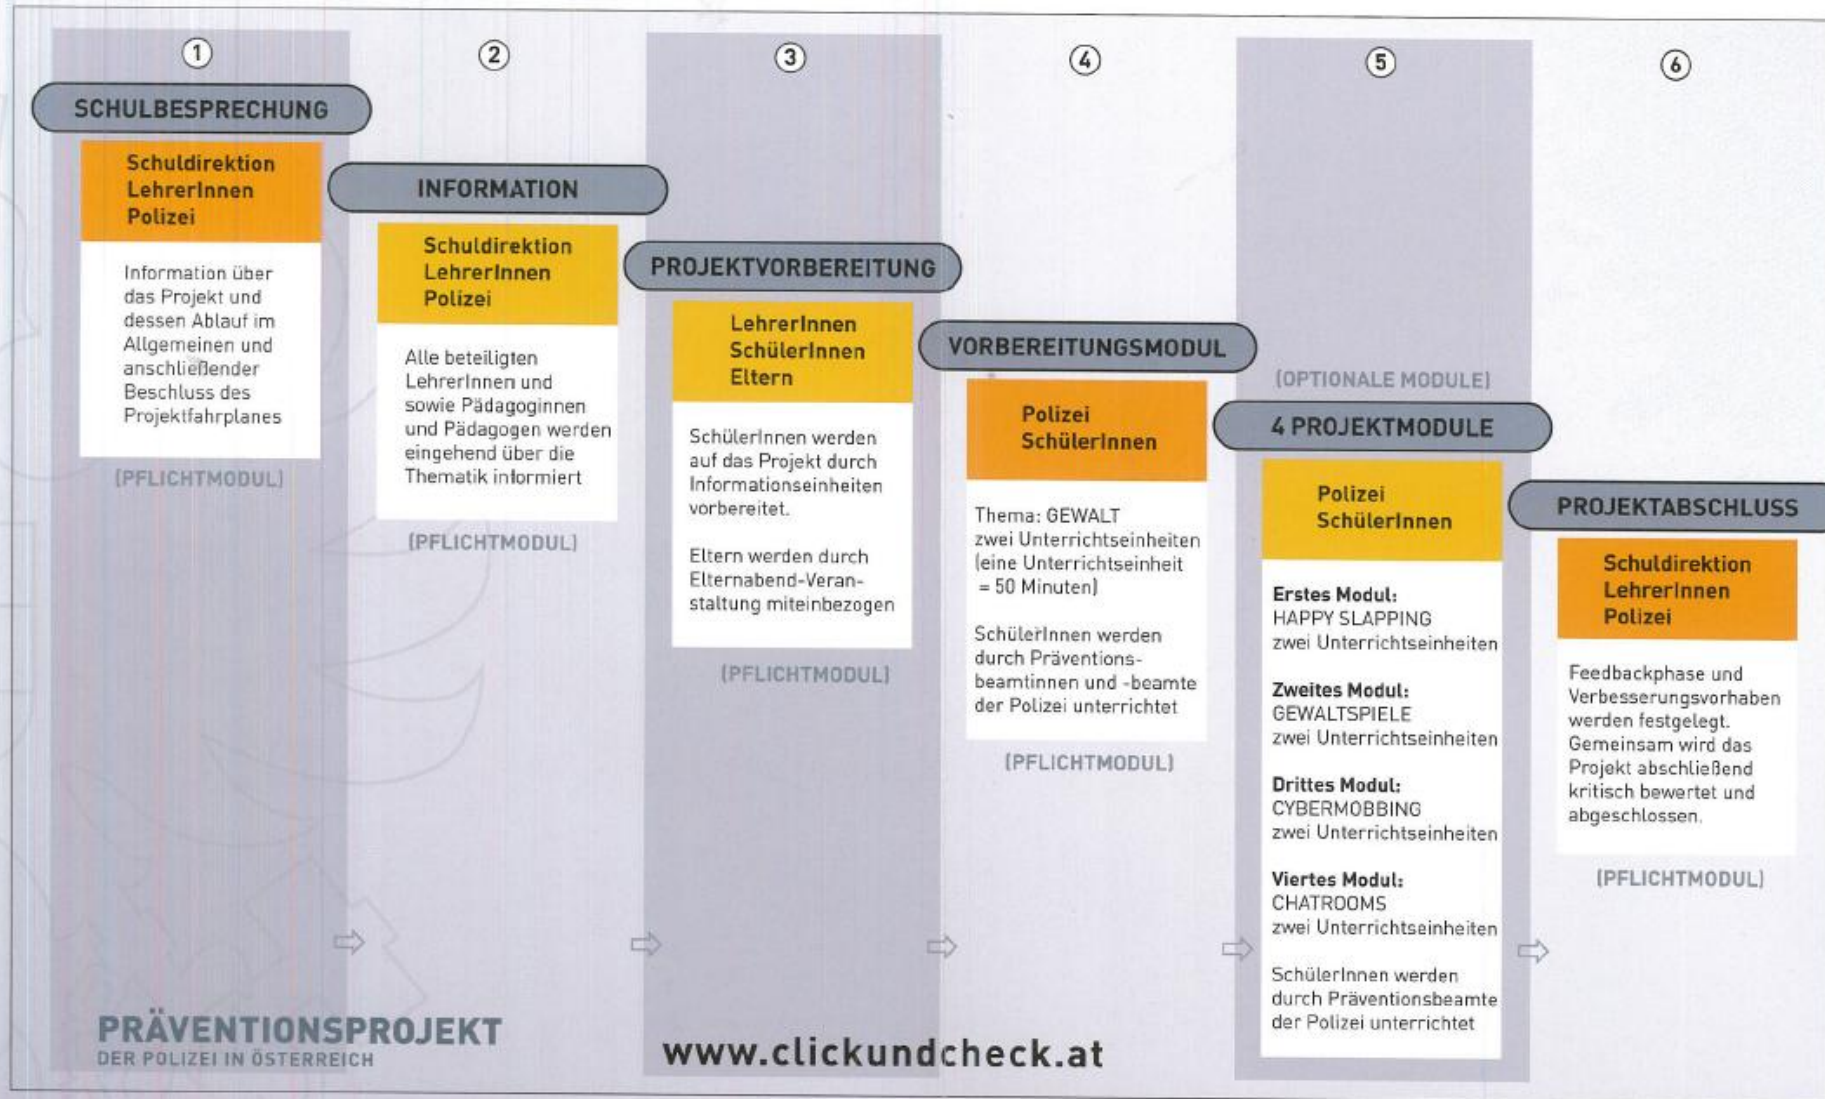 1
SCHULBESPRECHUNG
Schuldirektion
LehrerInnen
Polizei
Information über
das Projekt und
dessen Ablauf im
Allgemeinen und
anschließender
Beschluss des
Projektfahrplanes
(PFLICHTMODUL)
2
INFORMATION
Schuldirektion
LehrerInnen
Polizei
Alle beteiligten
LehrerInnen und
sowie Pädagoginnen
und Pädagogen werden
eingehend über die
Thematik informiert
(PFLICHTMODUL)
3
PROJEKTVORBEREITUNG
LehrerInnen
SchülerInnen
Eltern
SchülerInnen werden
auf das Projekt durch
Informationseinheiten
vorbereitet.
Eltern werden durch
Elternabend-Veran-
staltung miteinbezogen
(PFLICHTMODUL)
4
VORBEREITUNGSMODUL
Polizei
SchülerInnen
Thema: GEWALT
zwei Unterrichtseinheiten
(eine Unterrichtseinheit
= 50 Minuten)
SchülerInnen werden
durch Präventions-
beamtinnen und -beamte
der Polizei unterrichtet
(PFLICHTMODUL)
5
(OPTIONALE MODULE)
4 PROJEKTMODULE
Polizei
SchülerInnen
Erstes Modul:
HAPPY SLAPPING
zwei Unterrichtseinheiten
Zweites Modul:
GEWALTSPIELE
zwei Unterrichtseinheiten
Drittes Modul:
CYBERMOBBING
zwei Unterrichtseinheiten
Viertes Modul:
CHATROOMS
zwei Unterrichtseinheiten
SchülerInnen werden
durch Präventionsbeamte
der Polizei unterrichtet
6
PROJEKTABSCHLUSS
Schuldirektion
LehrerInnen
Polizei
Feedbackphase und
Verbesserungsvorhaben
werden festgelegt.
Gemeinsam wird das
Projekt abschließend
kritisch bewertet und
abgeschlossen.
(PFLICHTMODUL)
PRÄVENTIONSPROJEKT
DER POLIZEI IN ÖSTERREICH
www.clickundcheck.at